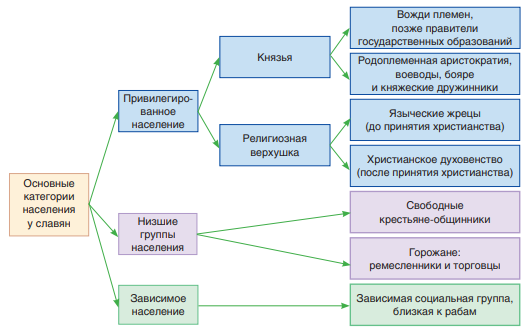 Основные
категории
населения
у славян
Привилегиро-
ванное
население
Князья
Вожди племен,
позже правители
государственных образований
Родоплеменная аристократия,
воеводы, бояре
и княжеские дружинники
Религиозная
верхушка
Языческие жрецы
(до принятия христианства)
Христианское духовенство
(после принятия христианства)
Низшие
группы
населения
Свободные
крестьяне-общинники
Горожане:
ремесленники и торговцы
Зависимое
население
Зависимая социальная группа,
близкая к рабам